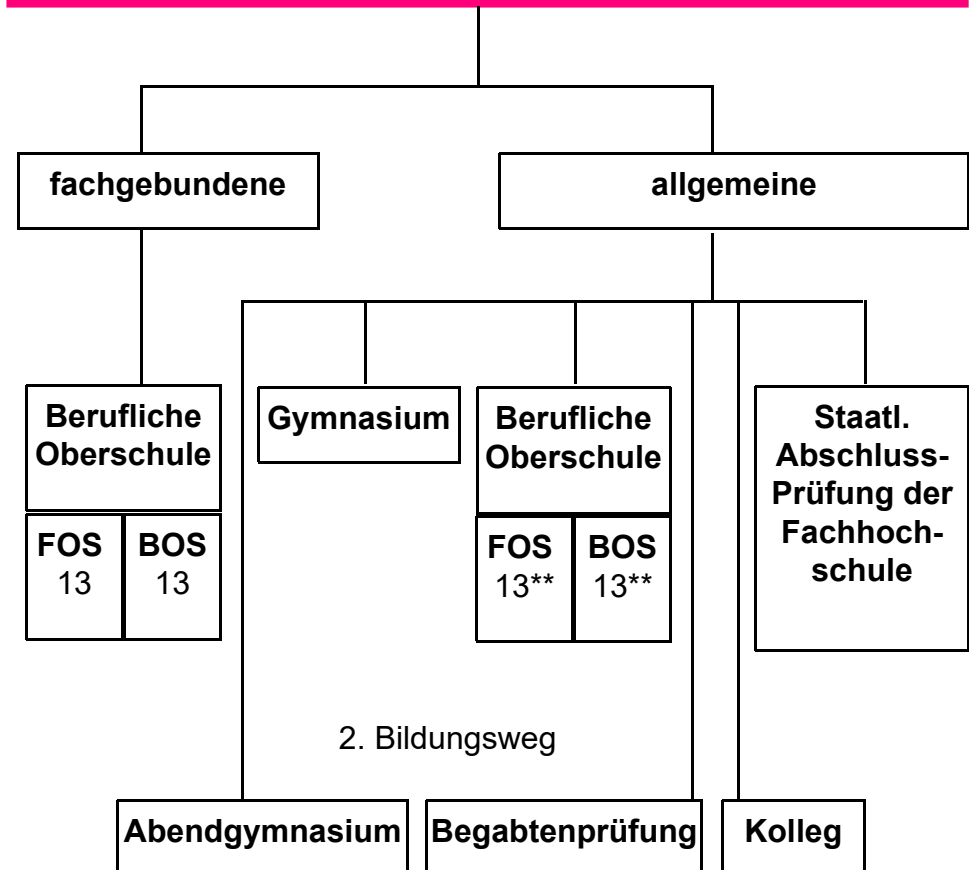 fachgebundene
allgemeine
Berufliche
Oberschule
FOS
13
BOS
13
Gymnasium
Berufliche
Oberschule
FOS
13**
BOS
13**
Staatl.
Abschluss-
Prüfung der
Fachhoch-
schule
2. Bildungsweg
Abendgymnasium
Begabtenprüfung
Kolleg